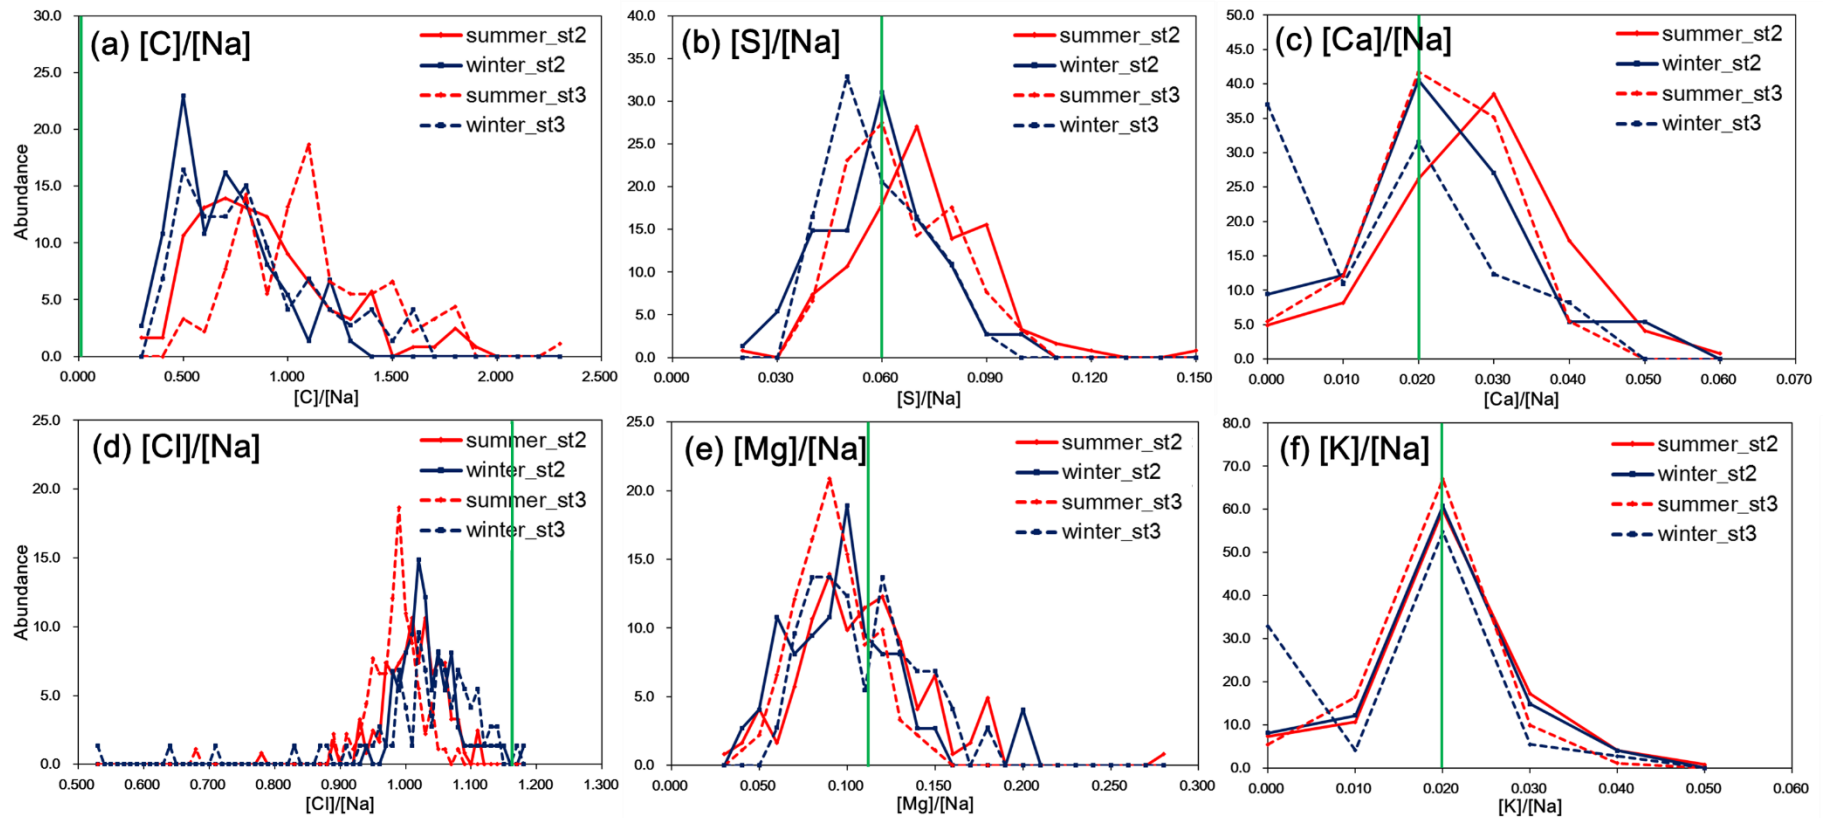 (a) [C]/[Na]
summer_st2
winter_st2
summer_st3
winter_st3
30.0
25.0
20.0
15.0
10.0
5.0
0.0
Abundance
0.000 0.500 1.000 1.500 2.000 2.500
[C]/[Na]
(b) [S]/[Na]
summer_st2
winter_st2
summer_st3
winter_st3
40.0
35.0
30.0
25.0
20.0
15.0
10.0
5.0
0.0
0.000 0.030 0.060 0.090 0.120 0.150
[S]/[Na]
(c) [Ca]/[Na]
summer_st2
winter_st2
summer_st3
winter_st3
50.0
45.0
40.0
35.0
30.0
25.0
20.0
15.0
10.0
5.0
0.0
0.000 0.010 0.020 0.030 0.040 0.050 0.060 0.070
[Ca]/[Na]
(d) [Cl]/[Na]
summer_st2
winter_st2
summer_st3
winter_st3
25.0
20.0
15.0
10.0
5.0
0.0
Abundance
0.500 0.600 0.700 0.800 0.900 1.000 1.100 1.200 1.300
[Cl]/[Na]
(e) [Mg]/[Na]
summer_st2
winter_st2
summer_st3
winter_st3
25.0
20.0
15.0
10.0
5.0
0.0
0.000 0.050 0.100 0.150 0.200 0.250 0.300
[Mg]/[Na]
(f) [K]/[Na]
summer_st2
winter_st2
summer_st3
winter_st3
80.0
70.0
60.0
50.0
40.0
30.0
20.0
10.0
0.0
0.000 0.010 0.020 0.030 0.040 0.050 0.060
[K]/[Na]